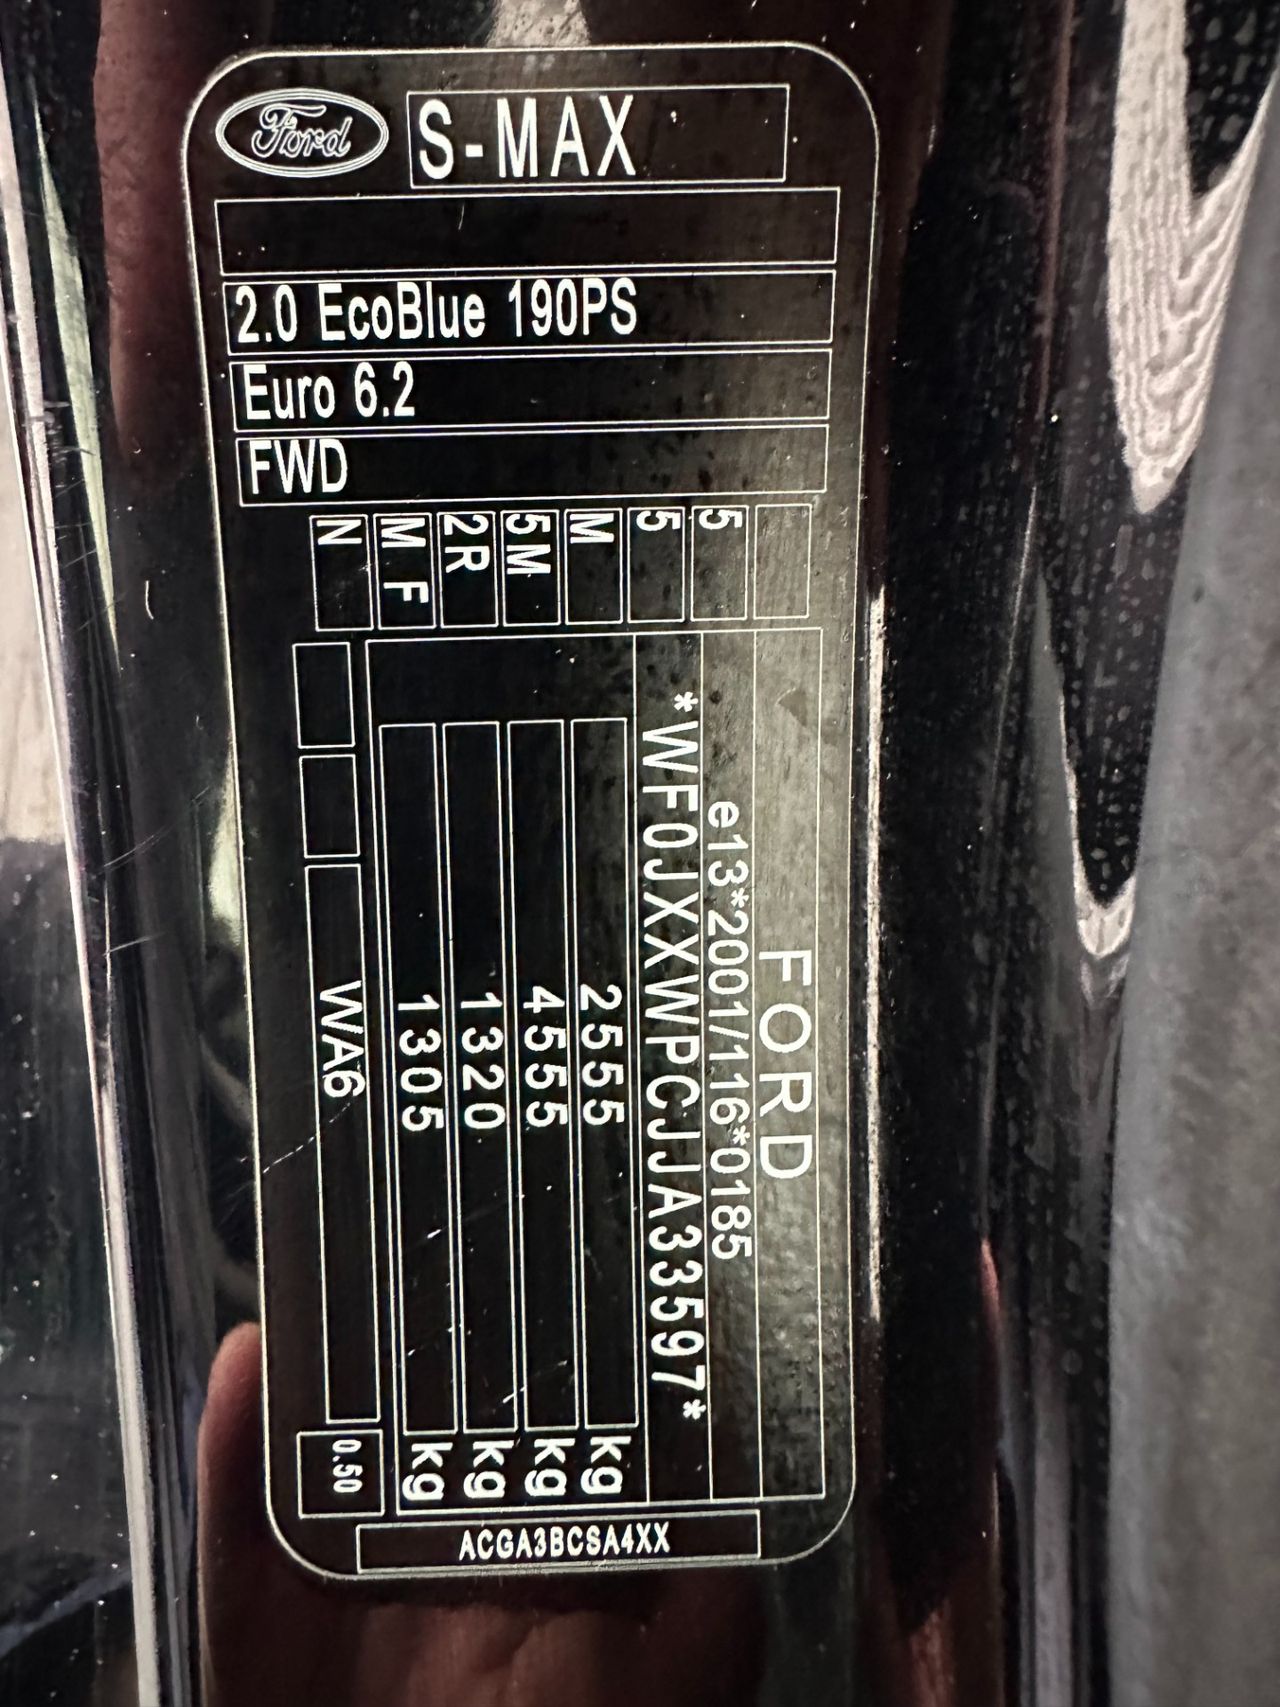 Ford
S-MAX
2.0 EcoBlue 190PS
Euro 6.2
FWD
FORD
e13*2001/116*0185
*WF0JXXWPCJJA33597*
2555 kg
4555 kg
1320 kg
1305 kg
5
5
M
5M
2R
M F
N
WA6
0.50
ACGA3BCSA4XX